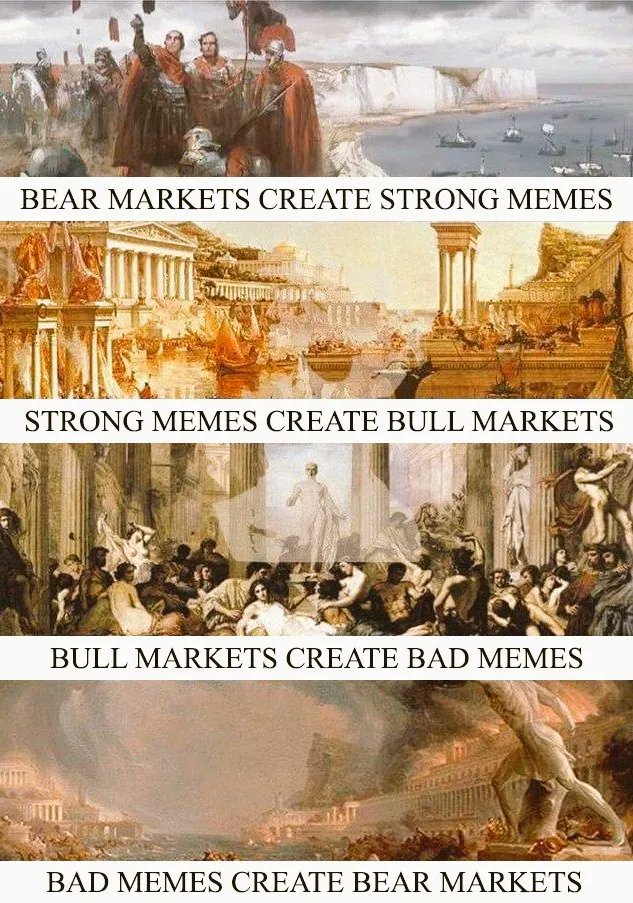 BEAR MARKETS CREATE STRONG MEMES
STRONG MEMES CREATE BULL MARKETS
BULL MARKETS CREATE BAD MEMES
BAD MEMES CREATE BEAR MARKETS